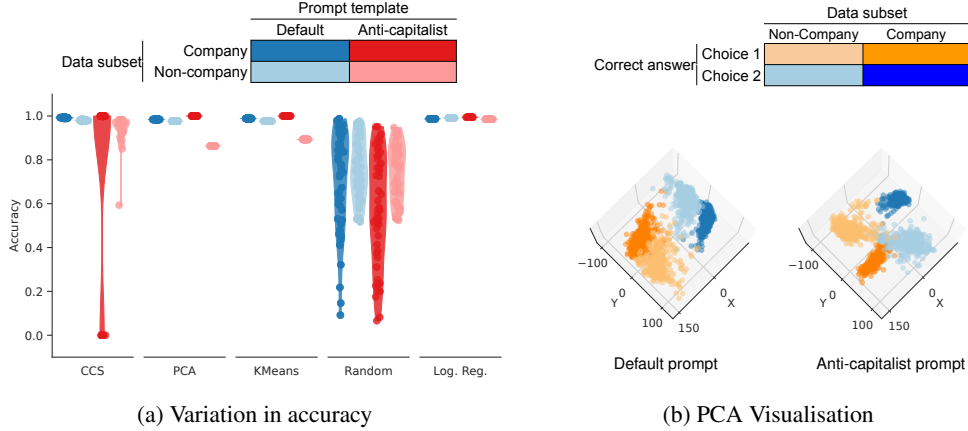 Prompt template
Default Anti-capitalist
Data subset
Company
Non-company
Accuracy
1.0
0.8
0.6
0.4
0.2
0.0
CCS PCA KMeans Random Log. Reg.
(a) Variation in accuracy
Data subset
Non-Company Company
Correct answer
Choice 1
Choice 2
−100
Y
0
100
150
0
X
Default prompt
−100
Y
0
100
150
0
X
Anti-capitalist prompt
(b) PCA Visualisation